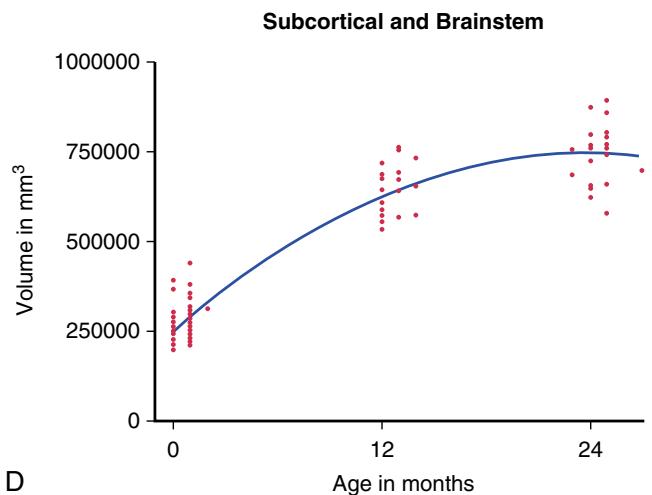 Subcortical and Brainstem
1000000
750000
500000
250000
0
Volume in mm³
0 12 24
Age in months
D